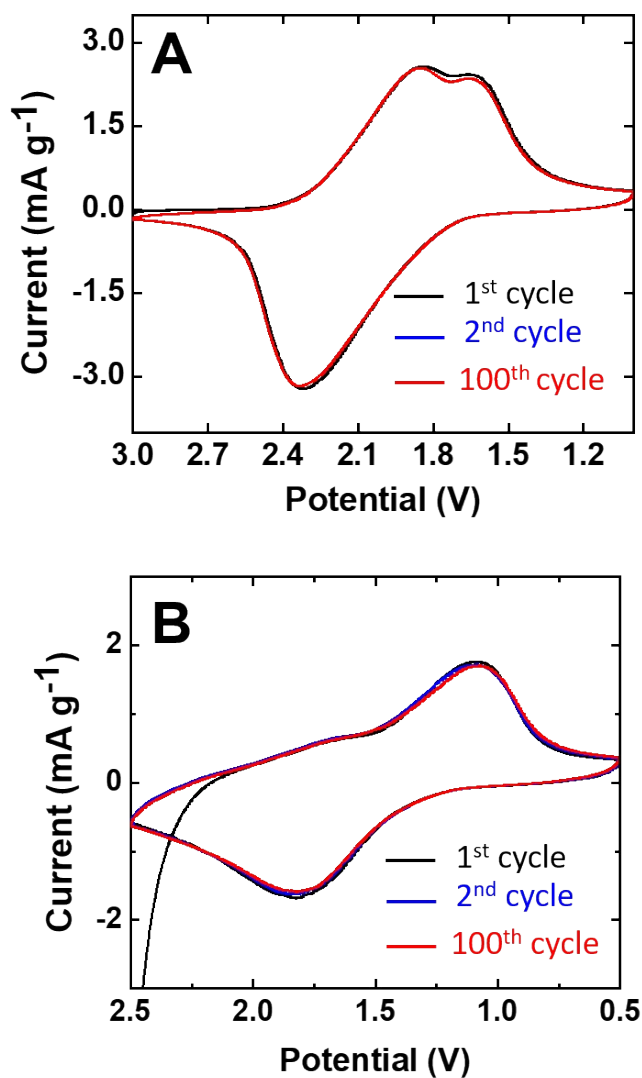 A
Current (mA g⁻¹)
3.0
1.5
0.0
-1.5
-3.0
1ˢᵗ cycle
2ⁿᵈ cycle
100ᵗʰ cycle
3.0 2.7 2.4 2.1 1.8 1.5 1.2
Potential (V)
B
Current (mA g⁻¹)
2
0
-2
1ˢᵗ cycle
2ⁿᵈ cycle
100ᵗʰ cycle
2.5 2.0 1.5 1.0 0.5
Potential (V)